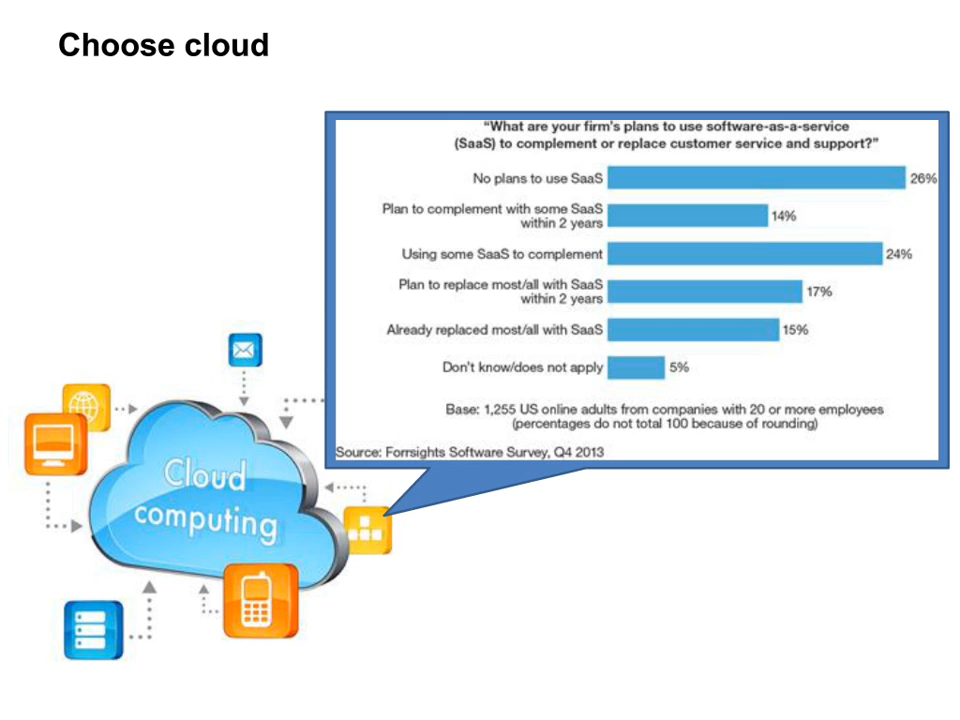 Choose cloud
“What are your firm’s plans to use software-as-a-service
(SaaS) to complement or replace customer service and support?”
No plans to use SaaS
26%
Plan to complement with some SaaS
within 2 years
14%
Using some SaaS to complement
24%
Plan to replace most/all with SaaS
within 2 years
17%
Already replaced most/all with SaaS
15%
Don’t know/does not apply
5%
Base: 1,255 US online adults from companies with 20 or more employees
(percentages do not total 100 because of rounding)
Source: Forrsights Software Survey, Q4 2013
Cloud
computing